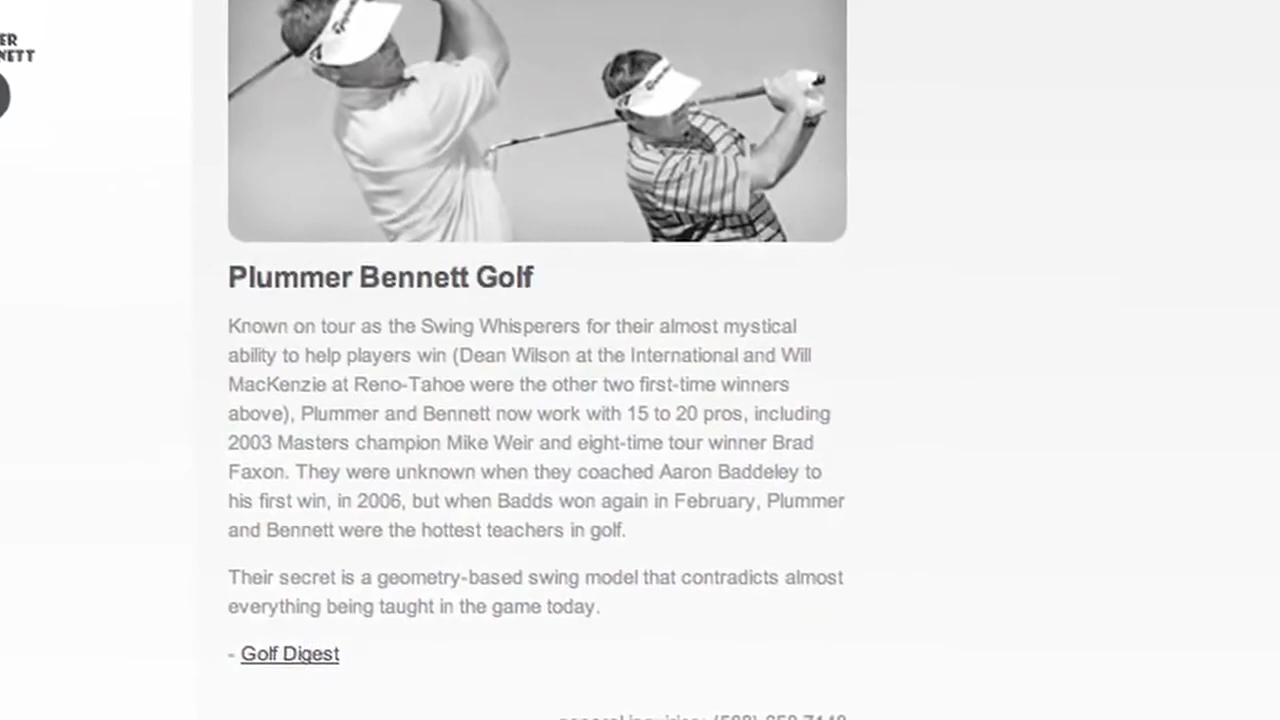 Plummer Bennett Golf
Known on tour as the Swing Whisperers for their almost mystical
ability to help players win (Dean Wilson at the International and Will
MacKenzie at Reno-Tahoe were the other two first-time winners
above), Plummer and Bennett now work with 15 to 20 pros, including
2003 Masters champion Mike Weir and eight-time tour winner Brad
Faxon. They were unknown when they coached Aaron Baddeley to
his first win, in 2006, but when Badds won again in February, Plummer
and Bennett were the hottest teachers in golf.
Their secret is a geometry-based swing model that contradicts almost
everything being taught in the game today.
- Golf Digest